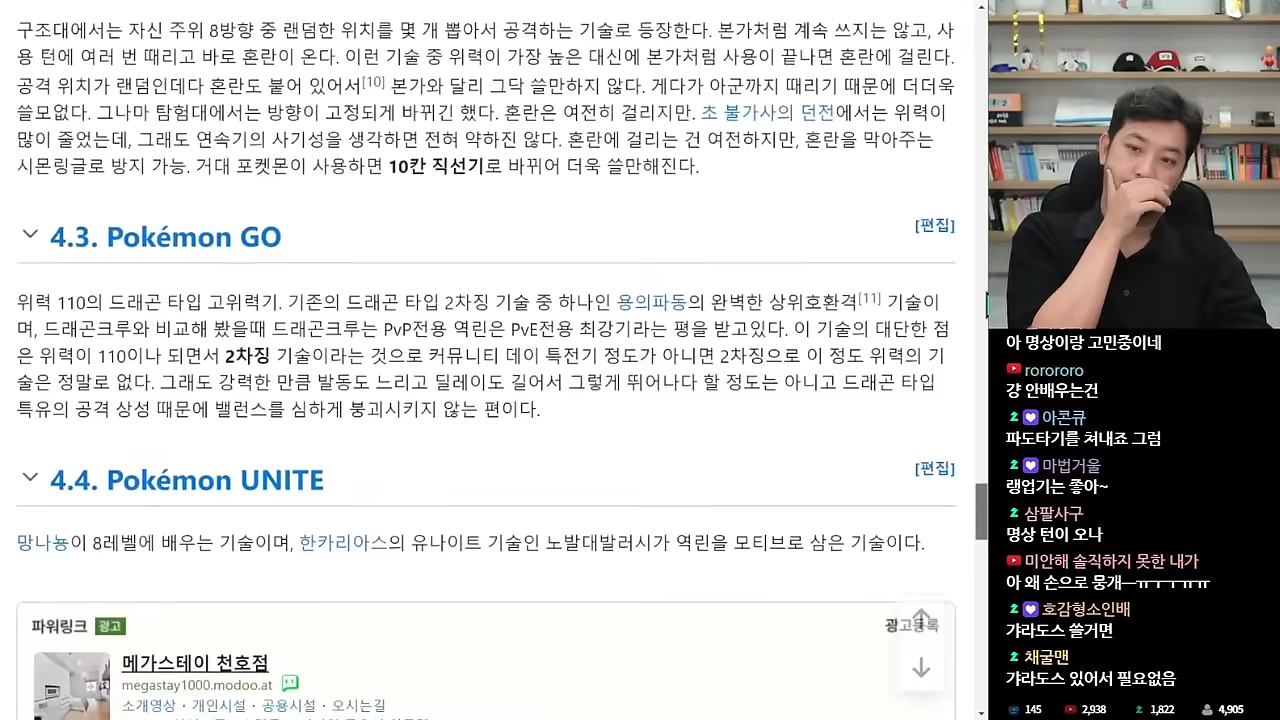 구조대에서는 자신 주위 8방향 중 랜덤한 위치를 몇 개 뽑아서 공격하는 기술로 등장한다. 본가처럼 계속 쓰지는 않고, 사
용 턴에 여러 번 때리고 바로 혼란이 온다. 이런 기술 중 위력이 가장 높은 대신에 본가처럼 사용이 끝나면 혼란에 걸린다.
공격 위치가 랜덤인데다 혼란도 붙어 있어서[10] 본가와 달리 그닥 쓸만하지 않다. 게다가 아군까지 때리기 때문에 더더욱
쓸모없다. 그나마 탐험대에서는 방향이 고정되게 바뀌긴 했다. 혼란은 여전히 걸리지만. 초 불가사의 던전에서는 위력이
많이 줄었는데, 그래도 연속기의 사기성을 생각하면 전혀 약하진 않다. 혼란에 걸리는 건 여전하지만, 혼란을 막아주는
시몬링글로 방지 가능. 거대 포켓몬이 사용하면 10칸 직선기로 바뀌어 더욱 쓸만해진다.
4.3. Pokémon GO
[편집]
위력 110의 드래곤 타입 고위력기. 기존의 드래곤 타입 2차징 기술 중 하나인 용의파동의 완벽한 상위호환격[11] 기술이
며, 드래곤크루와 비교해 봤을때 드래곤크루는 PvP전용 역린은 PvE전용 최강기라는 평을 받고있다. 이 기술의 대단한 점
은 위력이 110이나 되면서 2차징 기술이라는 것으로 커뮤니티 데이 특전기 정도가 아니면 2차징으로 이 정도 위력의 기
술은 정말로 없다. 그래도 강력한 만큼 발동도 느리고 딜레이도 길어서 그렇게 뛰어나다 할 정도는 아니고 드래곤 타입
특유의 공격 상성 때문에 밸런스를 심하게 붕괴시키지 않는 편이다.
4.4. Pokémon UNITE
[편집]
망나뇽이 8레벨에 배우는 기술이며, 한카리아스의 유나이트 기술인 노발대발러시가 역린을 모티브로 삼은 기술이다.
파워링크 광고
광고등록
메가스테이 천호점
megastay1000.modoo.at
소개영상 · 개인시설 · 공용시설 · 오시는길
아 명상이랑 고민중이네
rorororo
걍 안배우는건
아콘큐
파도타기를 쳐내죠 그럼
마법거울
랭업기는 좋아~
삼팔사구
명상 턴이 오나
미안해 솔직하지 못한 내가
아 왜 손으로 뭉개ㅡㅠㅜㅜㅠㅠ
호감형소인배
갸라도스 쓸거면
채굴맨
갸라도스 있어서 필요없음
145
2,938
1,822
4,905